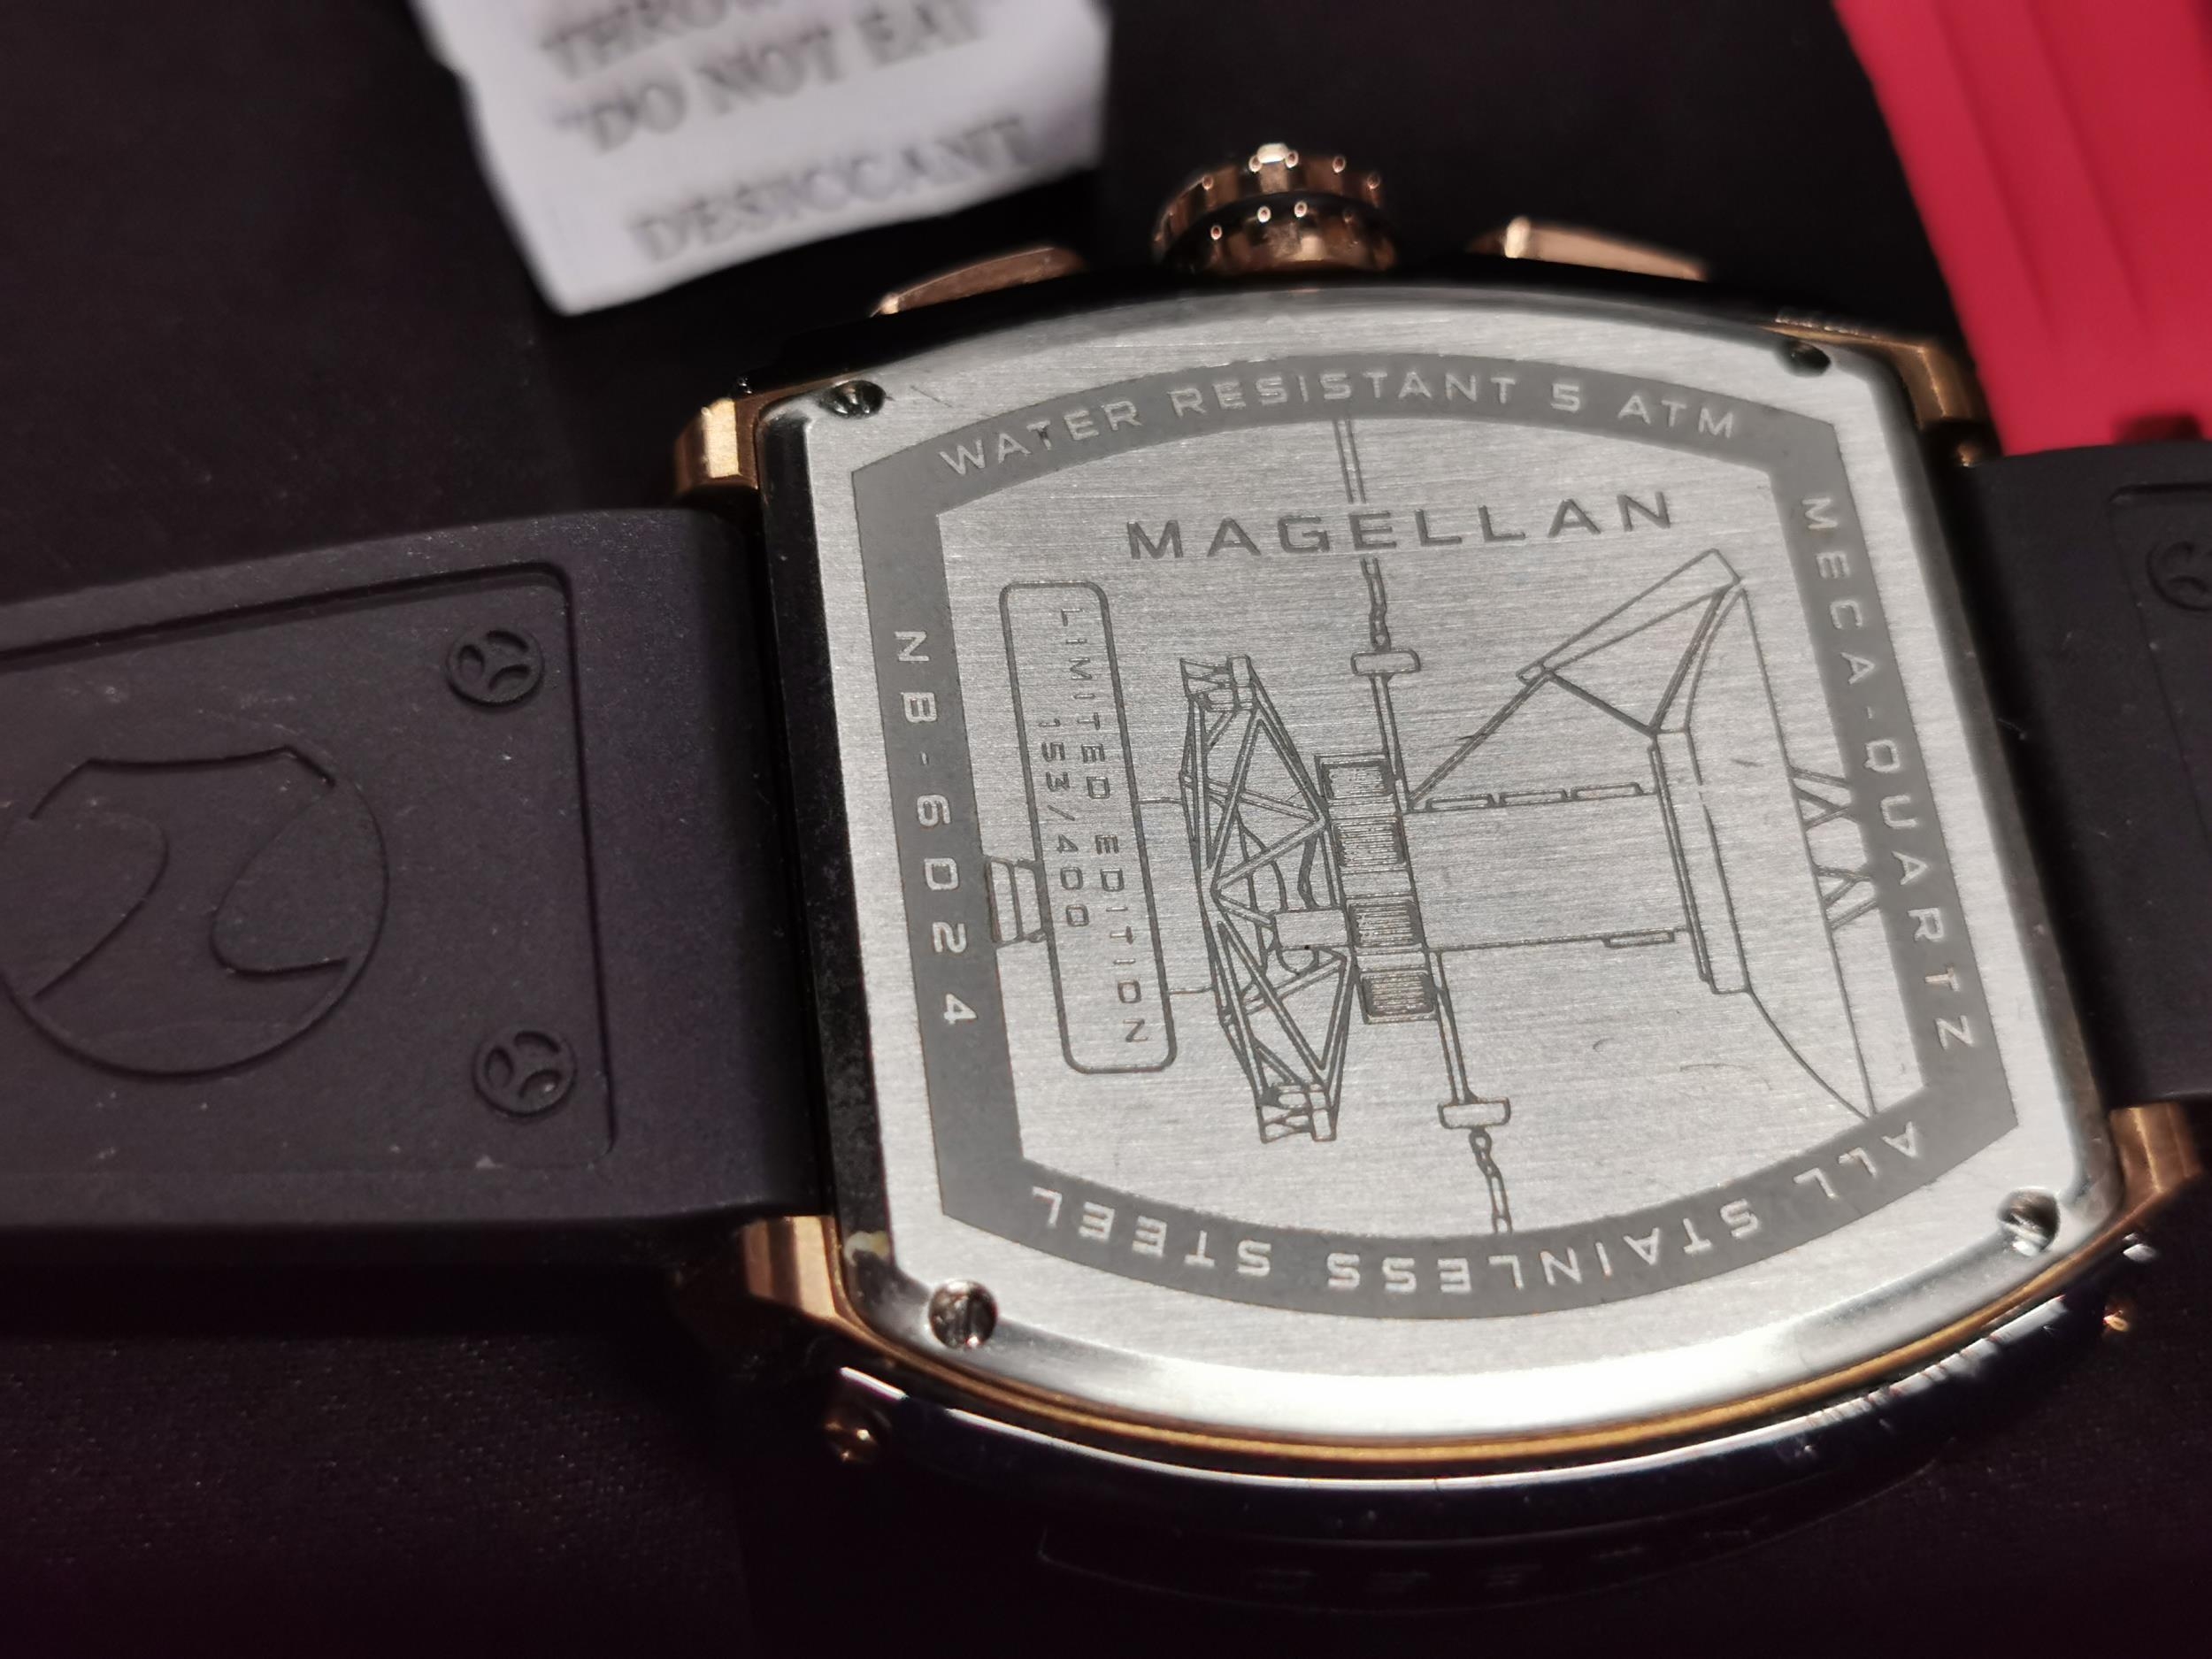 DO NOT EAT
DESICCANT
WATER RESISTANT 5 ATM
MAGELLAN
MECA-QUARTZ
LIMITED EDITION
153/400
NB-6024
ALL STAINLESS STEEL